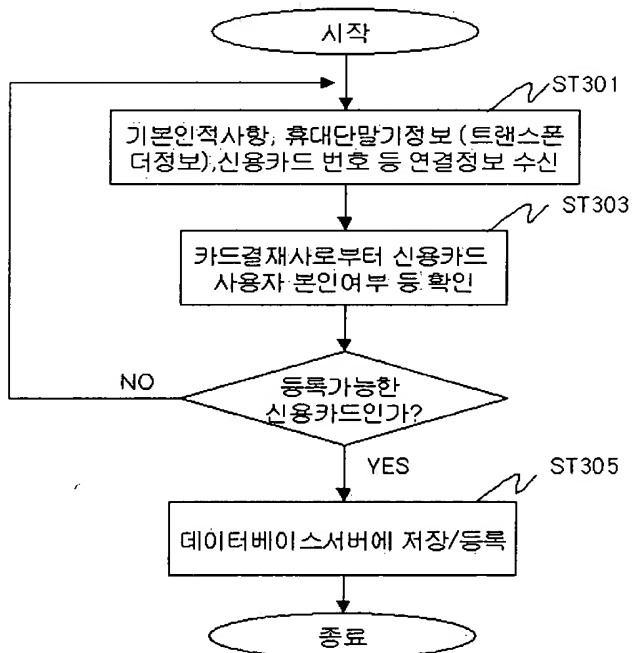 시작
ST301
기본인적사항, 휴대단말기정보 (트랜스폰
더정보),신용카드 번호 등 연결정보 수신
ST303
카드결재사로부터 신용카드
사용자 본인여부 등 확인
등록가능한
신용카드인가?
NO
YES
ST305
데이터베이스서버에 저장/등록
종료